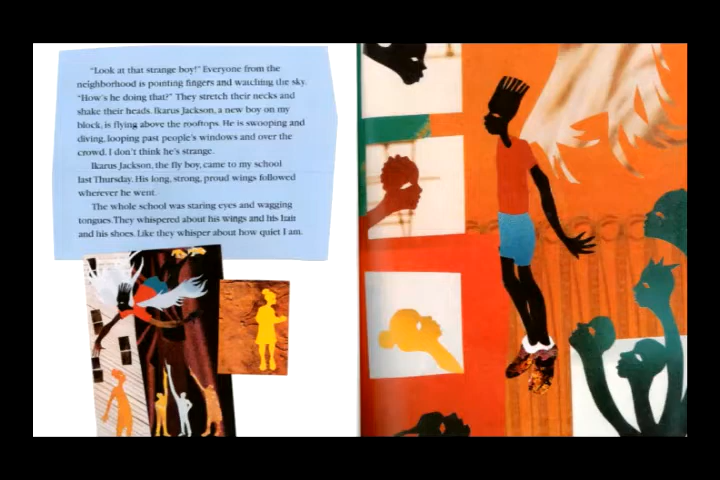 "Look at that strange boy!" Everyone from the
neighborhood is pointing fingers and watching the sky.
"How's he doing that?" They stretch their necks and
shake their heads. Ikarus Jackson, a new boy on my
block, is flying above the rooftops. He is swooping and
diving, looping past people's windows and over the
crowd. I don't think he's strange.
Ikarus Jackson, the fly boy, came to my school
last Thursday. His long, strong, proud wings followed
wherever he went.
The whole school was staring eyes and wagging
tongues. They whispered about his wings and his hair
and his shoes. Like they whisper about how quiet I am.